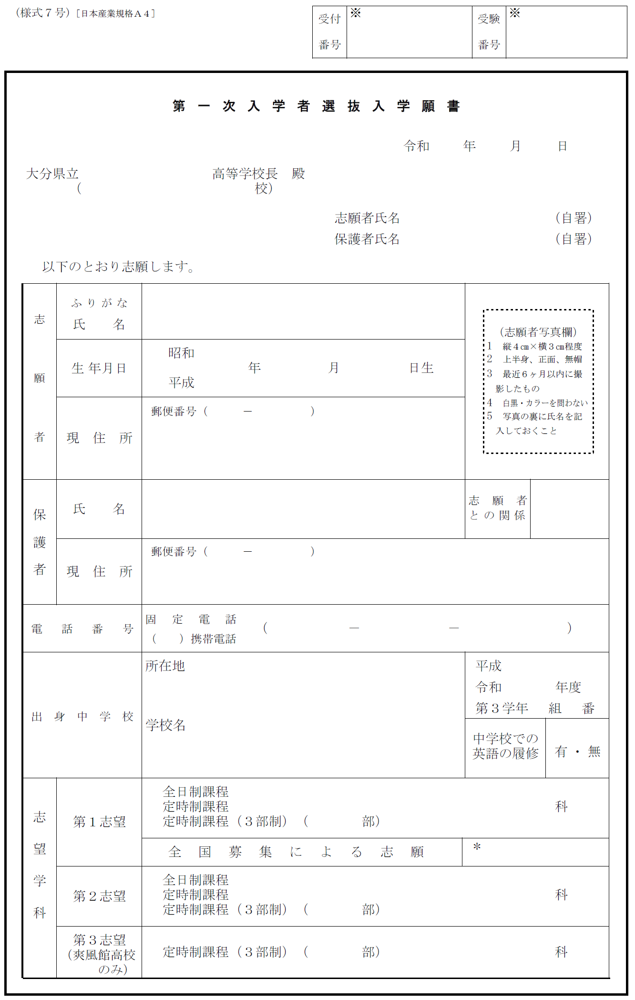 （様式７号）［日本産業規格Ａ４］
受付番号 ※ 受験番号 ※
第一次入学者選抜入学願書
令和　　年　　月　　日
大分県立　　　　　　高等学校長　殿
（　　　　　　校）
志願者氏名　　　　　　（自署）
保護者氏名　　　　　　（自署）
以下のとおり志願します。
志願者
ふりがな
氏　　名
生年月日
昭和
平成
年　　月　　日生
現　住　所
郵便番号（　　－　　　）
（志願者写真欄）
1　縦４㎝×横３㎝程度
2　上半身、正面、無帽
3　最近６ヶ月以内に撮
影したもの
4　白黒・カラーを問わない
5　写真の裏に氏名を記
入しておくこと
保護者
氏　　名
志願者
との関係
現　住　所
郵便番号（　　－　　　）
電話番号
固定電話
（　　）携帯電話
（　　　－　　　－　　　）
出身中学校
所在地
学校名
平成
令和　　　年度
第３学年　組　番
中学校での
英語の履修
有・無
志望学科
第１志望
全日制課程
定時制課程　　　　　　科
定時制課程（３部制）（　　　部）
全国募集による志願　＊
第２志望
全日制課程
定時制課程　　　　　　科
定時制課程（３部制）（　　　部）
第３志望
（爽風館高校
のみ）
定時制課程（３部制）（　　　部）　　　科